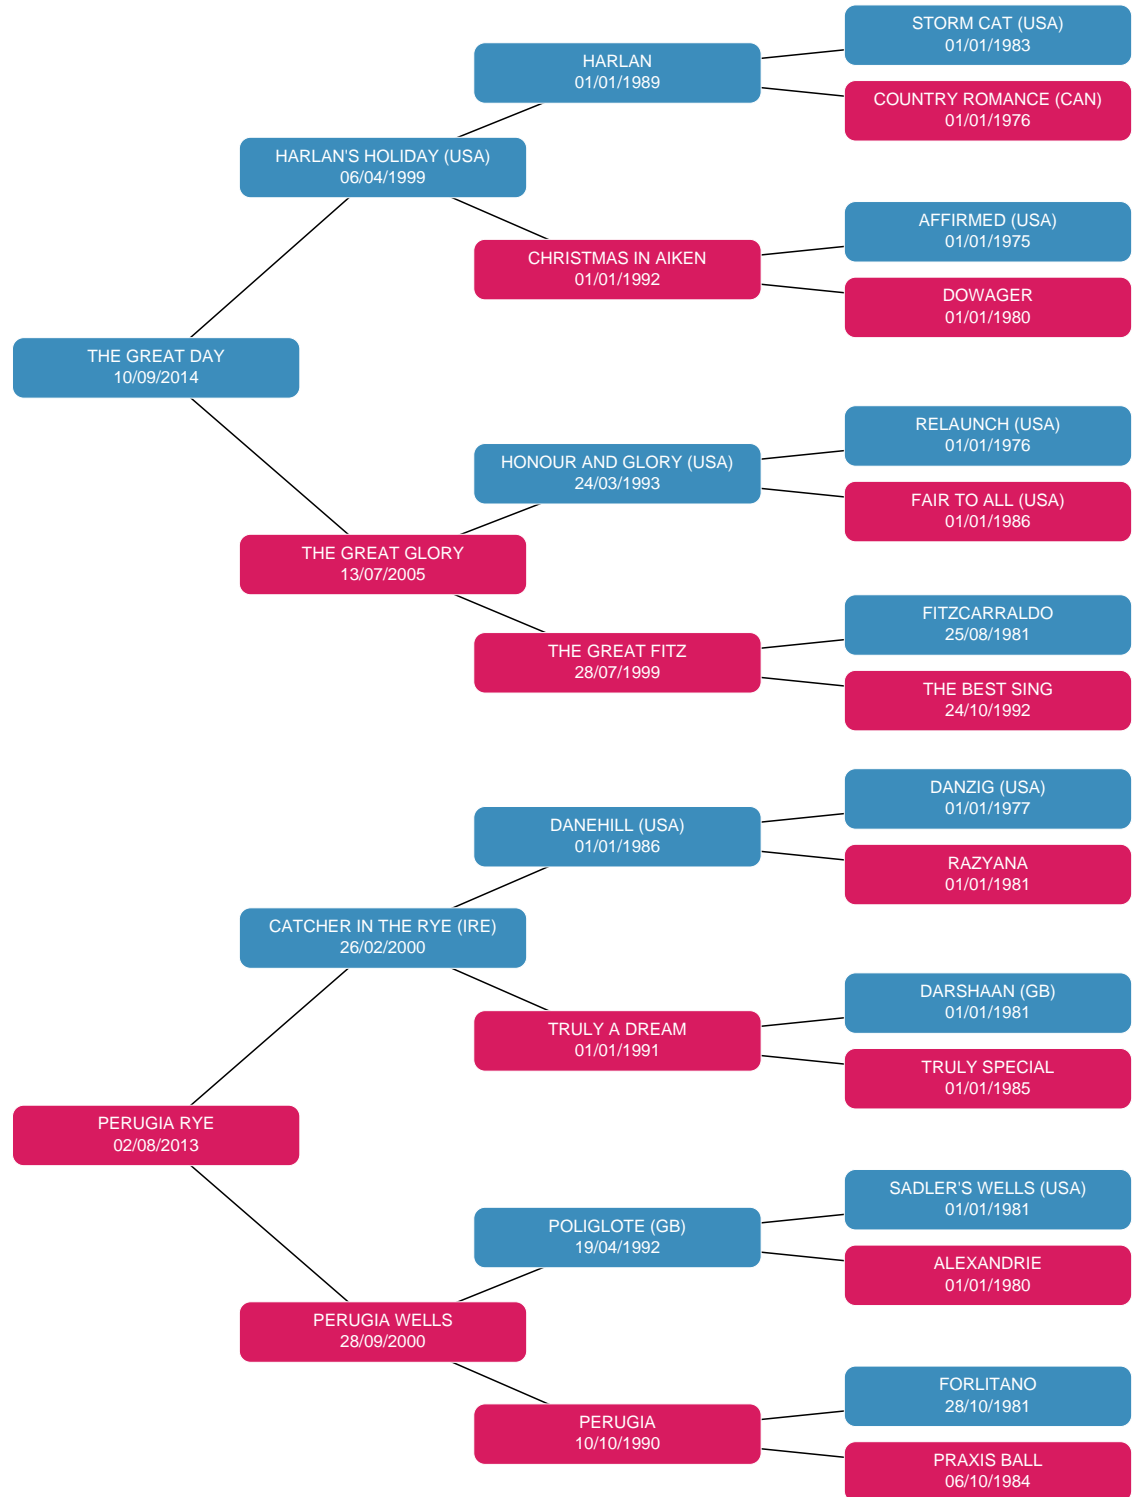 STORM CAT (USA)
01/01/1983
HARLAN
01/01/1989
COUNTRY ROMANCE (CAN)
01/01/1976
HARLAN'S HOLIDAY (USA)
06/04/1999
AFFIRMED (USA)
01/01/1975
CHRISTMAS IN AIKEN
01/01/1992
DOWAGER
01/01/1980
THE GREAT DAY
10/09/2014
RELAUNCH (USA)
01/01/1976
HONOUR AND GLORY (USA)
24/03/1993
FAIR TO ALL (USA)
01/01/1986
THE GREAT GLORY
13/07/2005
FITZCARRALDO
25/08/1981
THE GREAT FITZ
28/07/1999
THE BEST SING
24/10/1992
DANZIG (USA)
01/01/1977
DANEHILL (USA)
01/01/1986
RAZYANA
01/01/1981
CATCHER IN THE RYE (IRE)
26/02/2000
DARSHAAN (GB)
01/01/1981
TRULY A DREAM
01/01/1991
TRULY SPECIAL
01/01/1985
PERUGIA RYE
02/08/2013
SADLER'S WELLS (USA)
01/01/1981
POLIGLOTE (GB)
19/04/1992
ALEXANDRIE
01/01/1980
PERUGIA WELLS
28/09/2000
FORLITANO
28/10/1981
PERUGIA
10/10/1990
PRAXIS BALL
06/10/1984